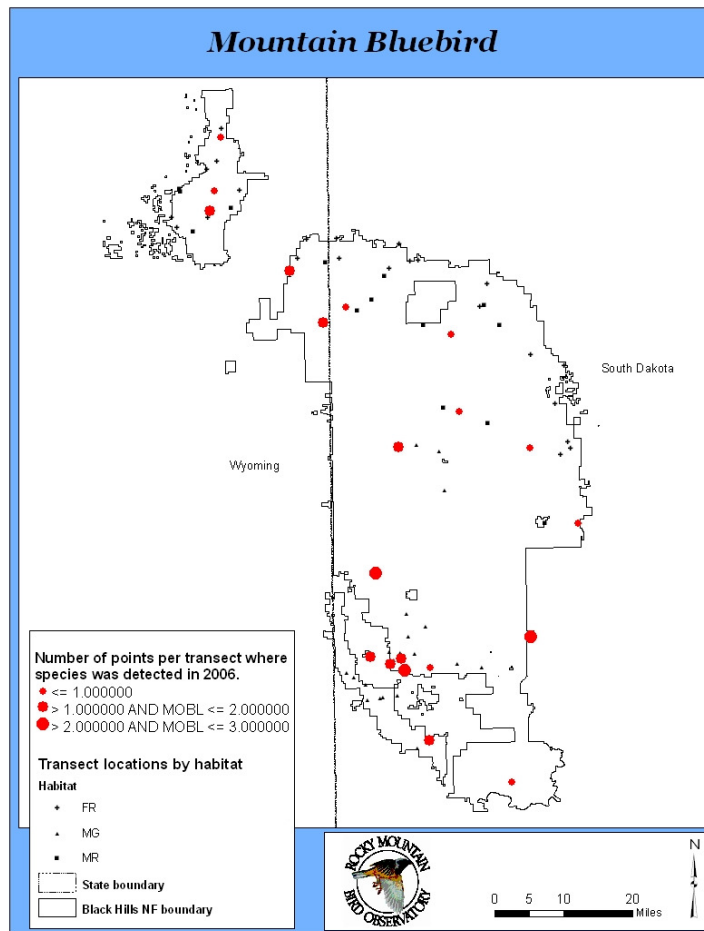 Mountain Bluebird
South Dakota
Wyoming
Number of points per transect where
species was detected in 2006.
<= 1.000000
> 1.000000 AND MOBL <= 2.000000
> 2.000000 AND MOBL <= 3.000000
Transect locations by habitat
Habitat
FR
MG
MR
State boundary
Black Hills NF boundary
ROCKY MOUNTAIN
BIRD OBSERVATORY
N
0 5 10 20
Miles